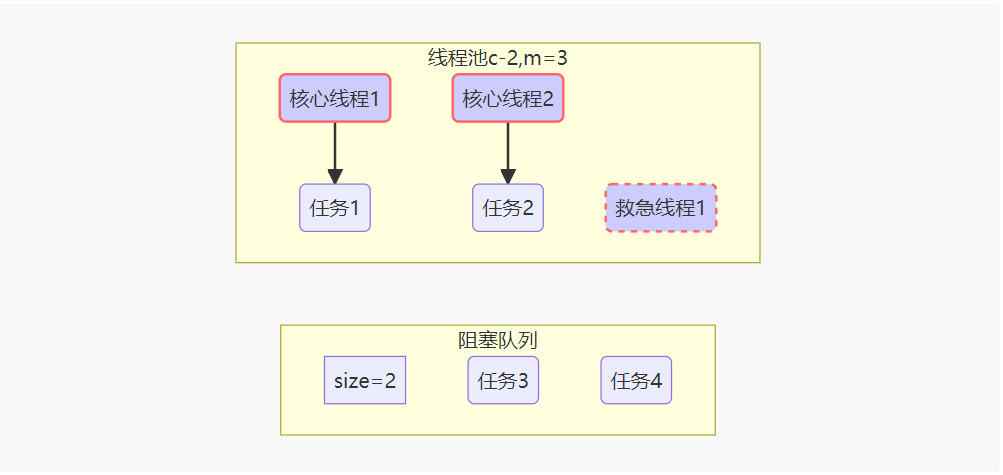 线程池c-2,m=3
核心线程1
核心线程2
任务1
任务2
救急线程1
阻塞队列
size=2
任务3
任务4